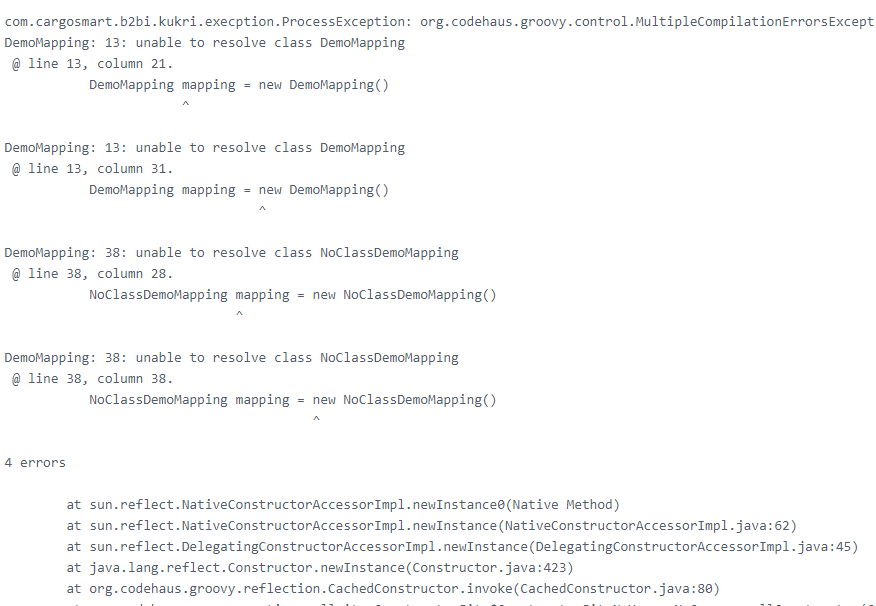 com.cargosmart.b2bi.kukri.execption.ProcessException: org.codehaus.groovy.control.MultipleCompilationErrorsExcept
DemoMapping: 13: unable to resolve class DemoMapping
@ line 13, column 21.
DemoMapping mapping = new DemoMapping()
^
DemoMapping: 13: unable to resolve class DemoMapping
@ line 13, column 31.
DemoMapping mapping = new DemoMapping()
^
DemoMapping: 38: unable to resolve class NoClassDemoMapping
@ line 38, column 28.
NoClassDemoMapping mapping = new NoClassDemoMapping()
^
DemoMapping: 38: unable to resolve class NoClassDemoMapping
@ line 38, column 38.
NoClassDemoMapping mapping = new NoClassDemoMapping()
^
4 errors
at sun.reflect.NativeConstructorAccessorImpl.newInstance0(Native Method)
at sun.reflect.NativeConstructorAccessorImpl.newInstance(NativeConstructorAccessorImpl.java:62)
at sun.reflect.DelegatingConstructorAccessorImpl.newInstance(DelegatingConstructorAccessorImpl.java:45)
at java.lang.reflect.Constructor.newInstance(Constructor.java:423)
at org.codehaus.groovy.reflection.CachedConstructor.invoke(CachedConstructor.java:80)